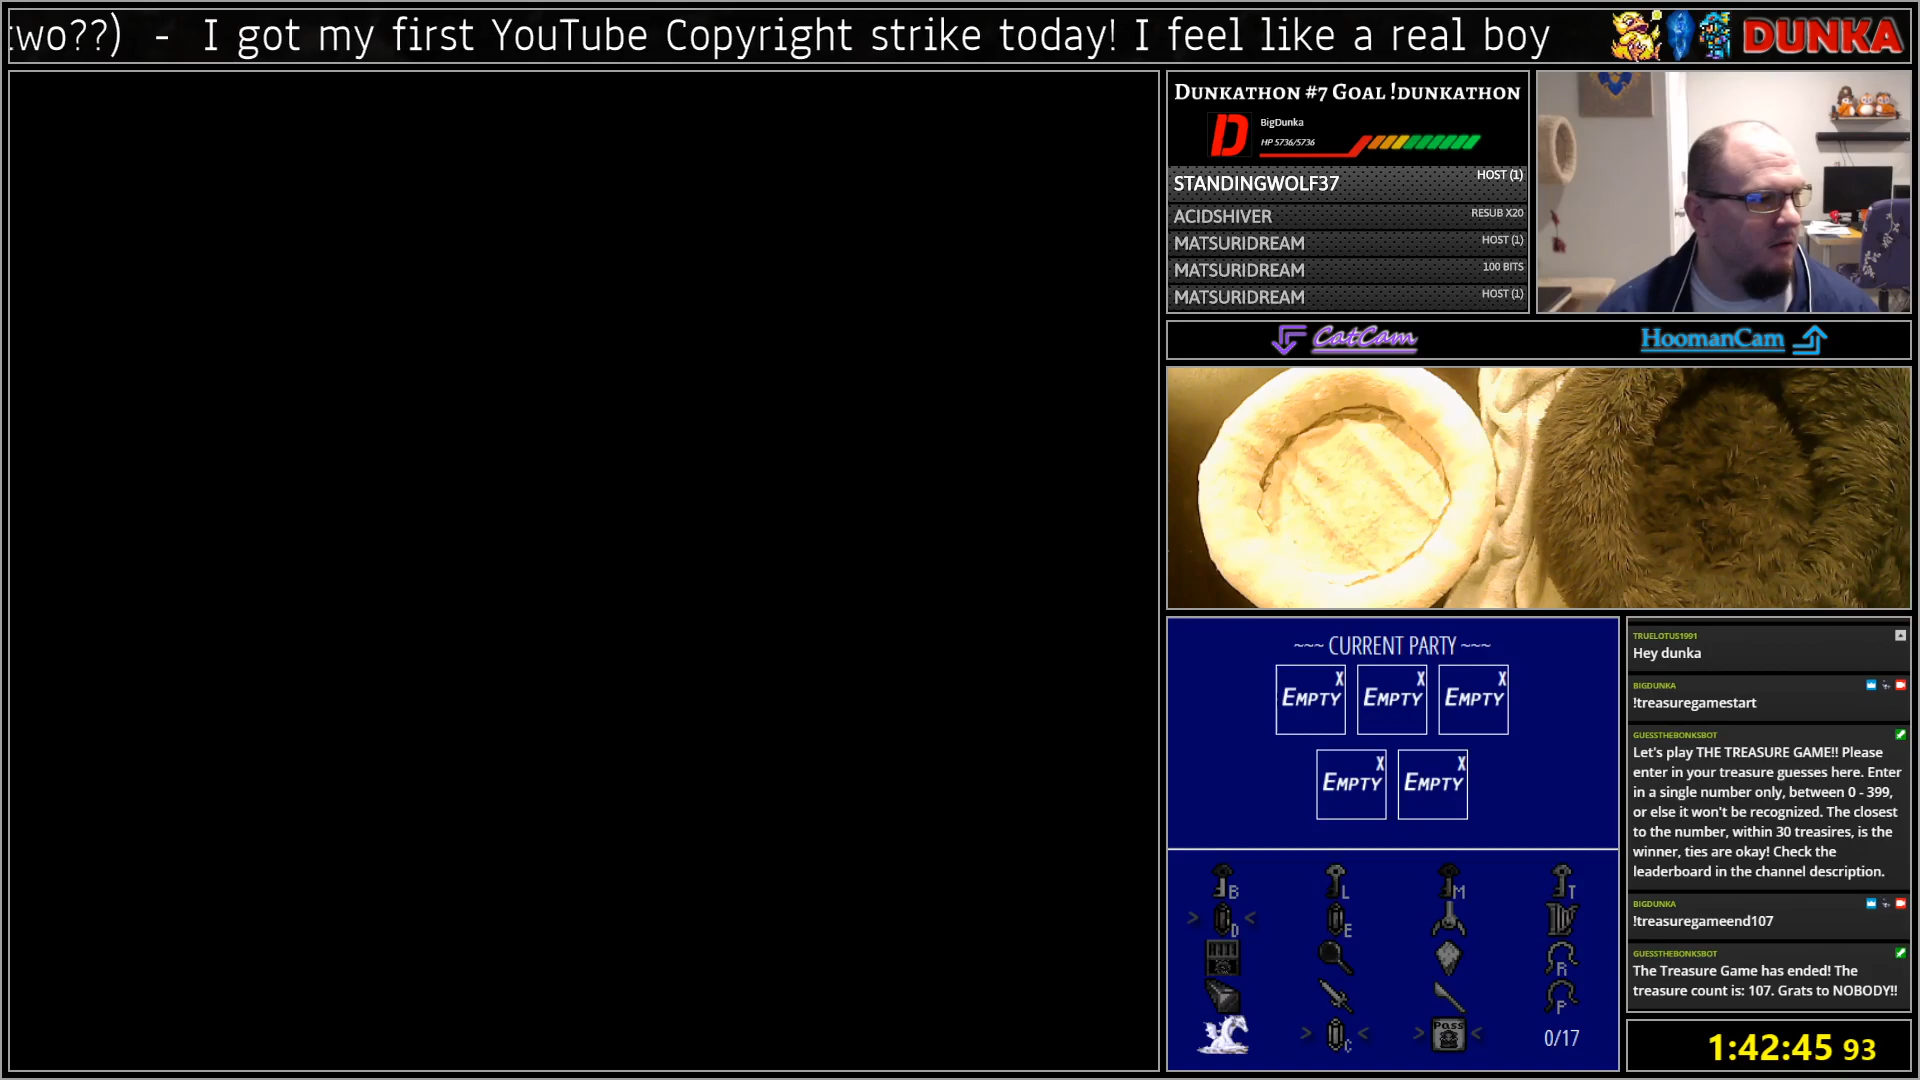 :wo??)  -  I got my first YouTube Copyright strike today! I feel like a real boy
DUNKA
DUNKATHON #7 GOAL !DUNKATHON
D
BigDunka
HP 5736/5736
STANDINGWOLF37 HOST (1)
ACIDSHIVER RESUB X20
MATSURIDREAM HOST (1)
MATSURIDREAM 100 BITS
MATSURIDREAM HOST (1)
CatCam
HoomanCam
~~~ CURRENT PARTY ~~~
X X X
EMPTY EMPTY EMPTY
X X
EMPTY EMPTY
B L M T
> D < E
R
P
> C < > Pass < 0/17
TRUELOTUS1991
Hey dunka
BIGDUNKA
!treasuregamestart
GUESSTHEBONKSBOT
Let's play THE TREASURE GAME!! Please
enter in your treasure guesses here. Enter
in a single number only, between 0 - 399,
or else it won't be recognized. The closest
to the number, within 30 treasires, is the
winner, ties are okay! Check the
leaderboard in the channel description.
BIGDUNKA
!treasuregameend107
GUESSTHEBONKSBOT
The Treasure Game has ended! The
treasure count is: 107. Grats to NOBODY!!
1:42:45 93